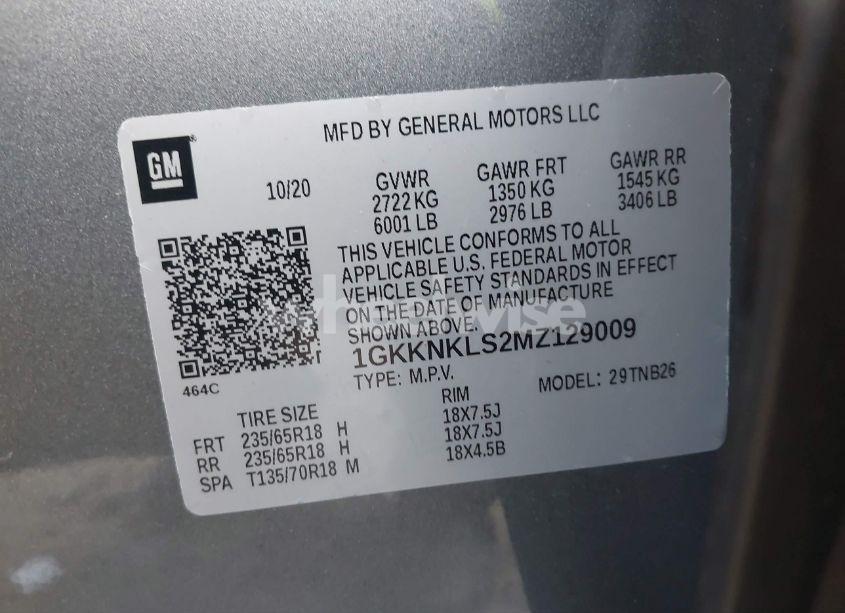 MFD BY GENERAL MOTORS LLC
GM
10/20
GVWR
2722 KG
6001 LB
GAWR FRT
1350 KG
2976 LB
GAWR RR
1545 KG
3406 LB
THIS VEHICLE CONFORMS TO ALL
APPLICABLE U.S. FEDERAL MOTOR
VEHICLE SAFETY STANDARDS IN EFFECT
ON THE DATE OF MANUFACTURE
SHOWN ABOVE.
1GKKNKLS2MZ129009
464C
TYPE: M.P.V.
MODEL: 29TNB26
TIRE SIZE RIM
FRT 235/65R18 H 18X7.5J
RR 235/65R18 H 18X7.5J
SPA T135/70R18 M 18X4.5B